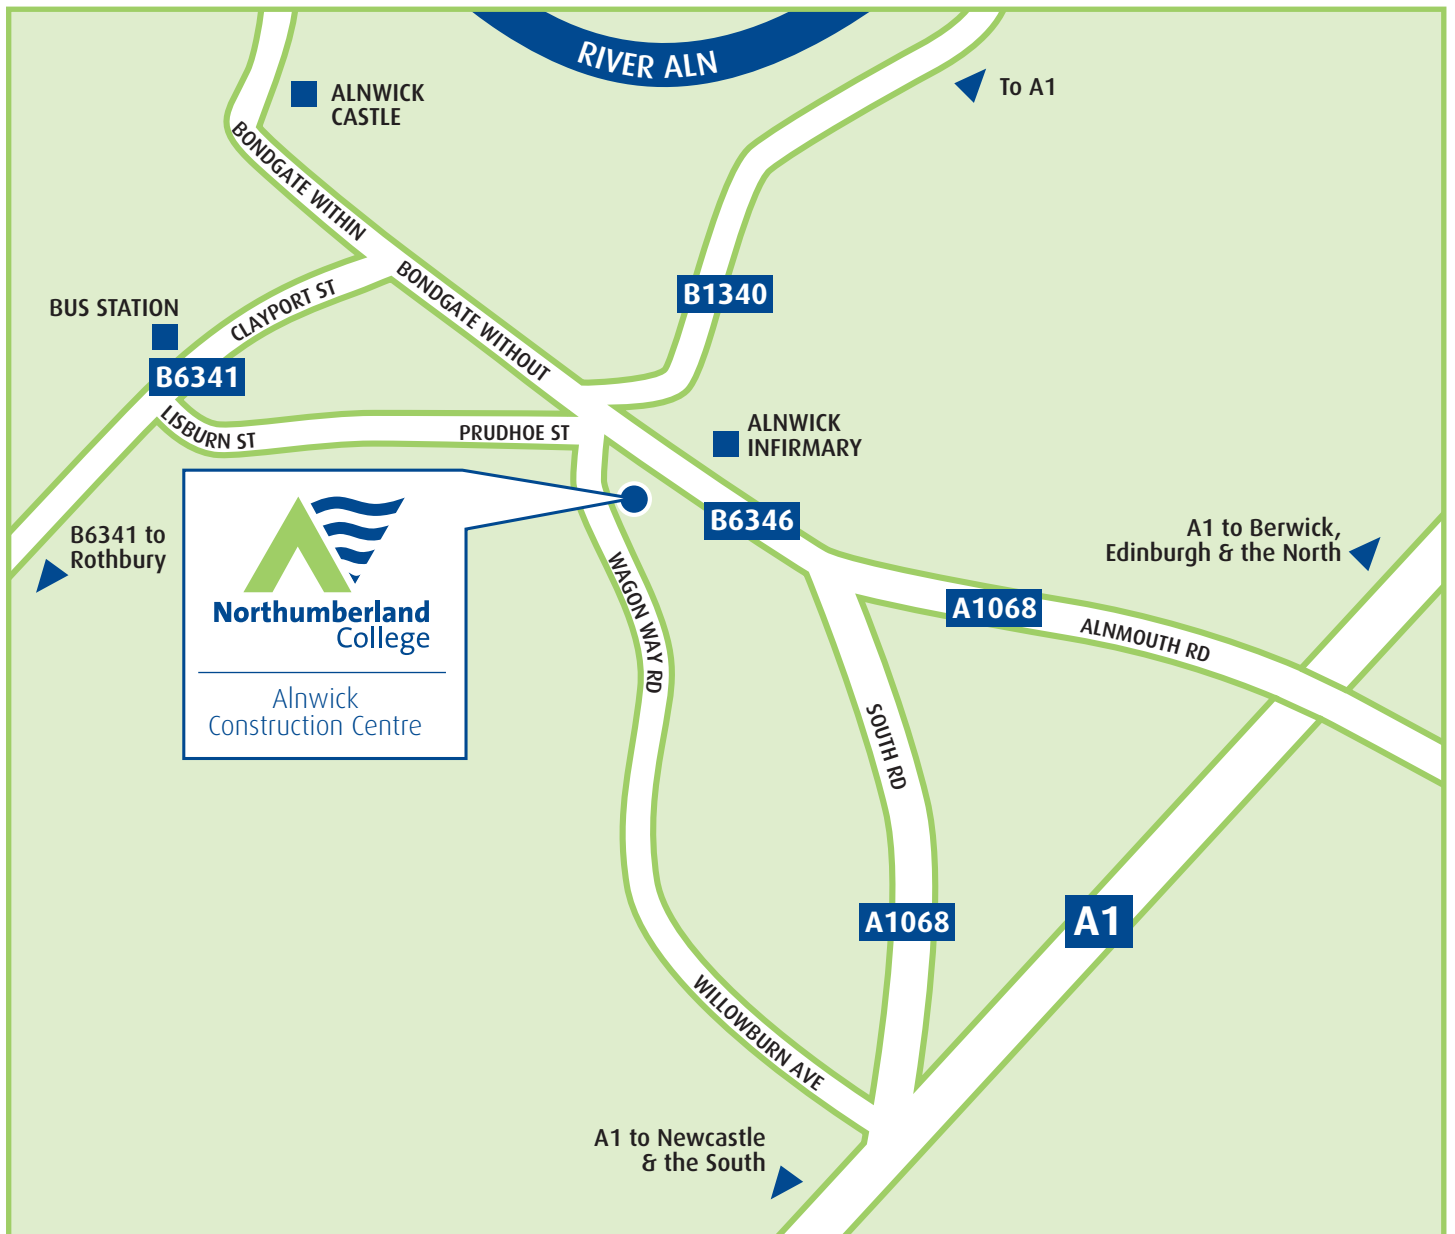 RIVER ALN
To A1
ALNWICK
CASTLE
BONDGATE WITHIN
BONDGATE WITHOUT
B1340
CLAYPORT ST
BUS STATION
B6341
LISBURN ST
PRUDHOE ST
ALNWICK
INFIRMARY
B6346
B6341 to
Rothbury
A1 to Berwick,
Edinburgh & the North
Northumberland
College
Alnwick
Construction Centre
WAGON WAY RD
A1068
ALNMOUTH RD
SOUTH RD
A1068
A1
WILLOWBURN AVE
A1 to Newcastle
& the South